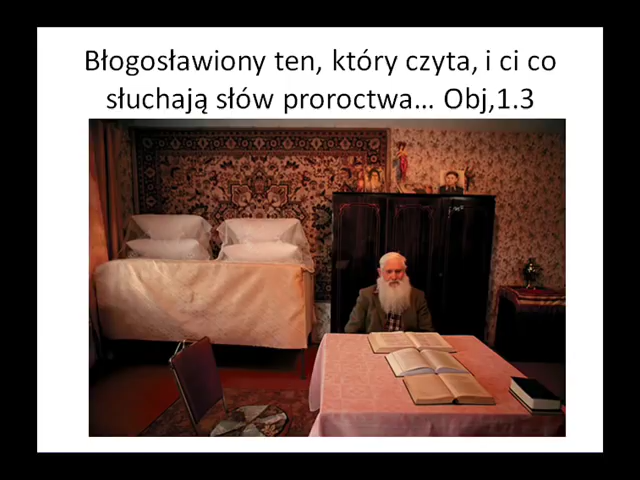 Błogosławiony ten, który czyta, i ci co
słuchają słów proroctwa… Obj,1.3